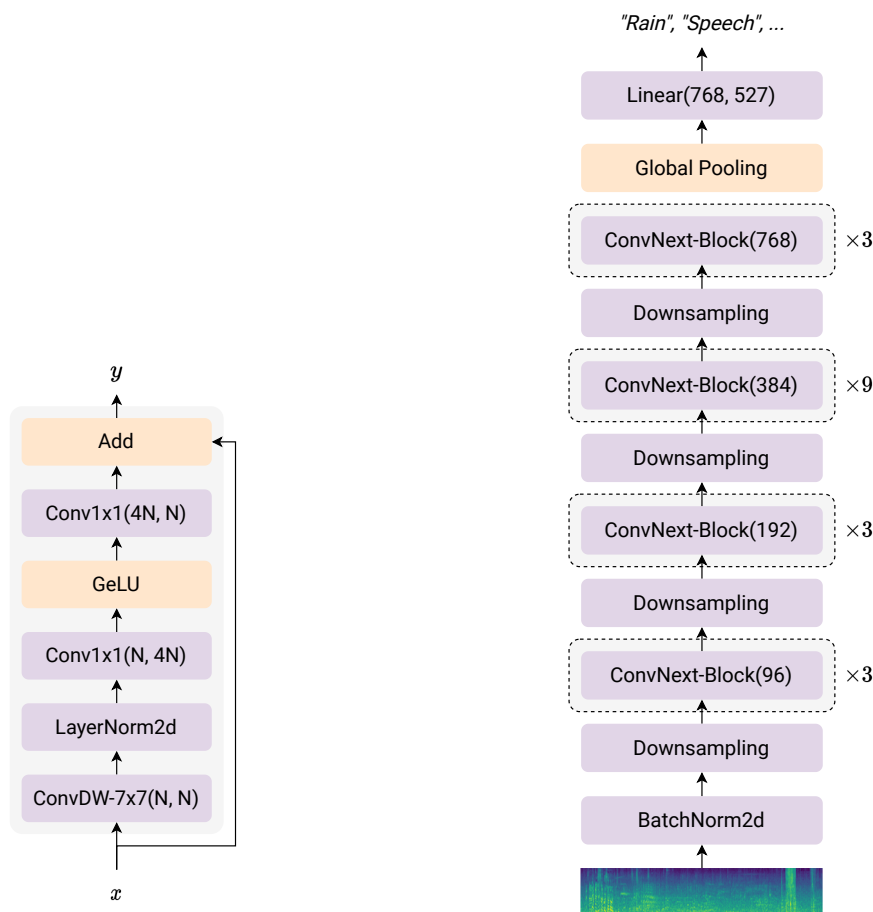 y
Add
Conv1x1(4N, N)
GeLU
Conv1x1(N, 4N)
LayerNorm2d
ConvDW-7x7(N, N)
x
"Rain", "Speech", ...
Linear(768, 527)
Global Pooling
ConvNext-Block(768) ×3
Downsampling
ConvNext-Block(384) ×9
Downsampling
ConvNext-Block(192) ×3
Downsampling
ConvNext-Block(96) ×3
Downsampling
BatchNorm2d